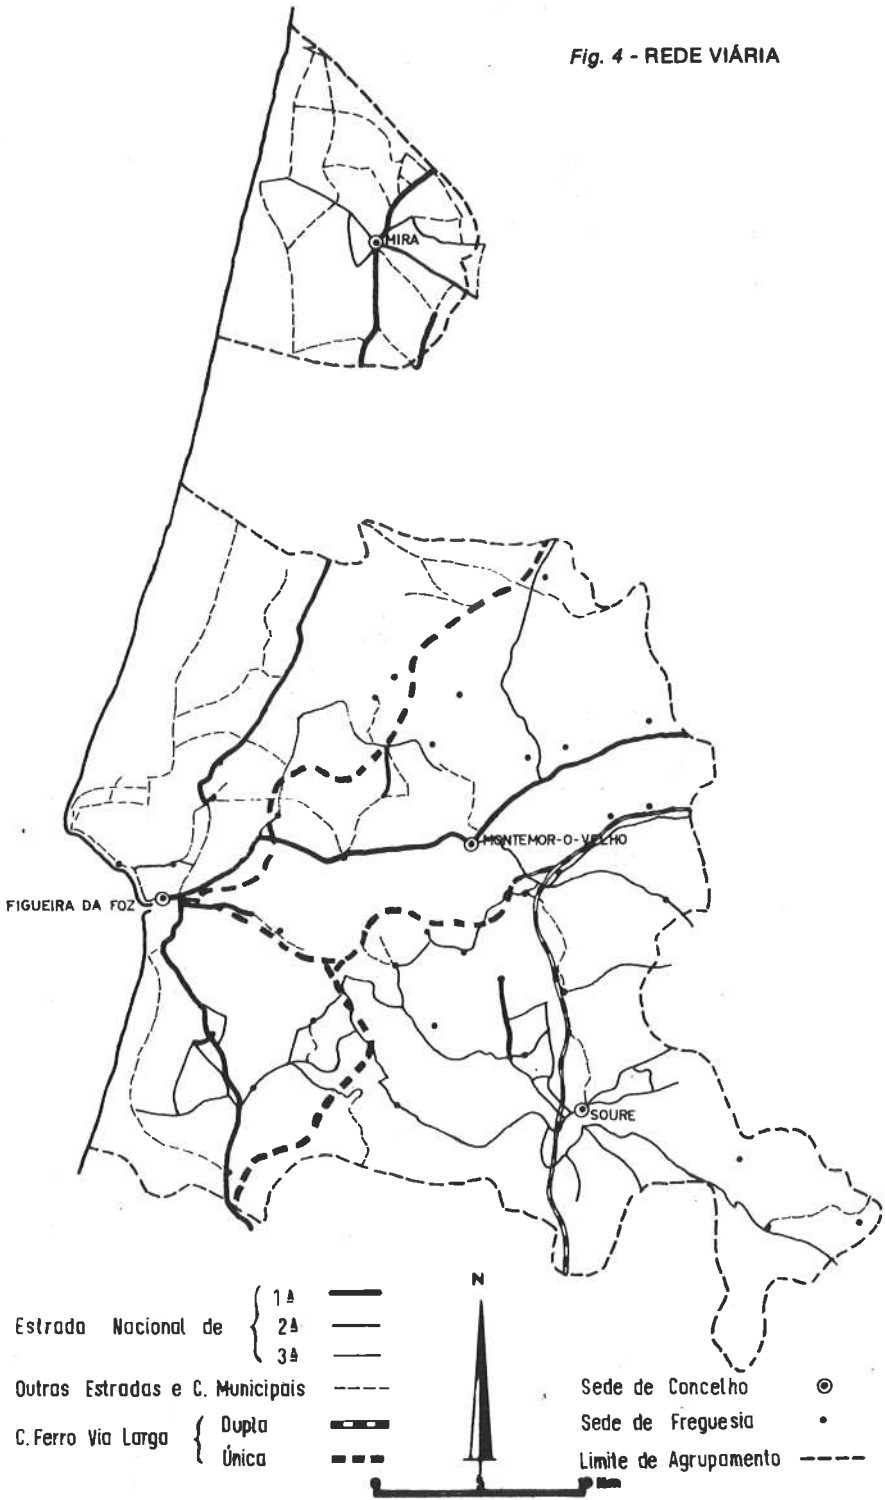 Fig. 4 - REDE VIÁRIA
MIRA
MONTEMOR-O-VELHO
FIGUEIRA DA FOZ
SOURE
N
Estrada Nacional de
1ª
2ª
3ª
Outras Estradas e C. Municipais
C. Ferro Via Larga
Dupla
Única
Sede de Concelho
Sede de Freguesia
Limite de Agrupamento